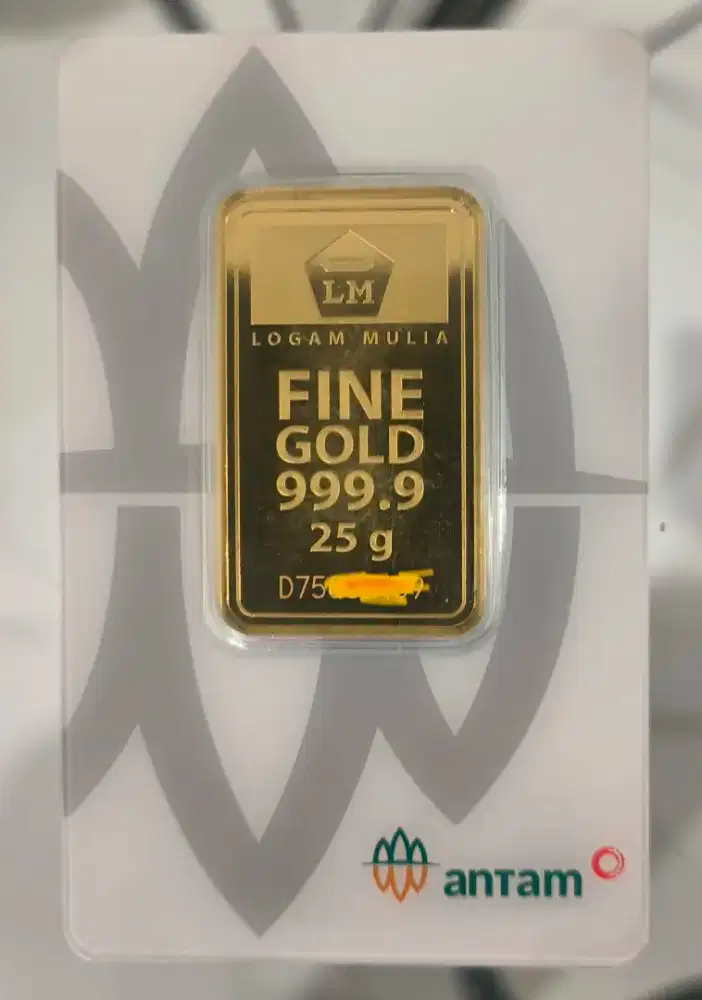 LM
LOGAM MULIA
FINE
GOLD
999.9
25 g
D75
antam